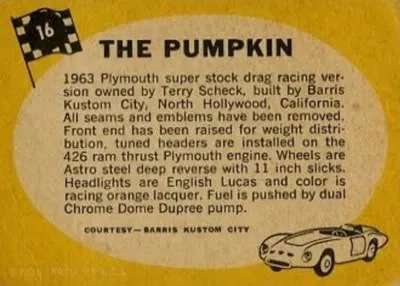 16
THE PUMPKIN
1963 Plymouth super stock drag racing ver-
sion owned by Terry Scheck, built by Barris
Kustom City, North Hollywood, California.
All seams and emblems have been removed.
Front end has been raised for weight distri-
bution, tuned headers are installed on the
426 ram thrust Plymouth engine. Wheels are
Astro steel deep reverse with 11 inch slicks.
Headlights are English Lucas and color is
racing orange lacquer. Fuel is pushed by dual
Chrome Dome Dupree pump.
COURTESY—BARRIS KUSTOM CITY